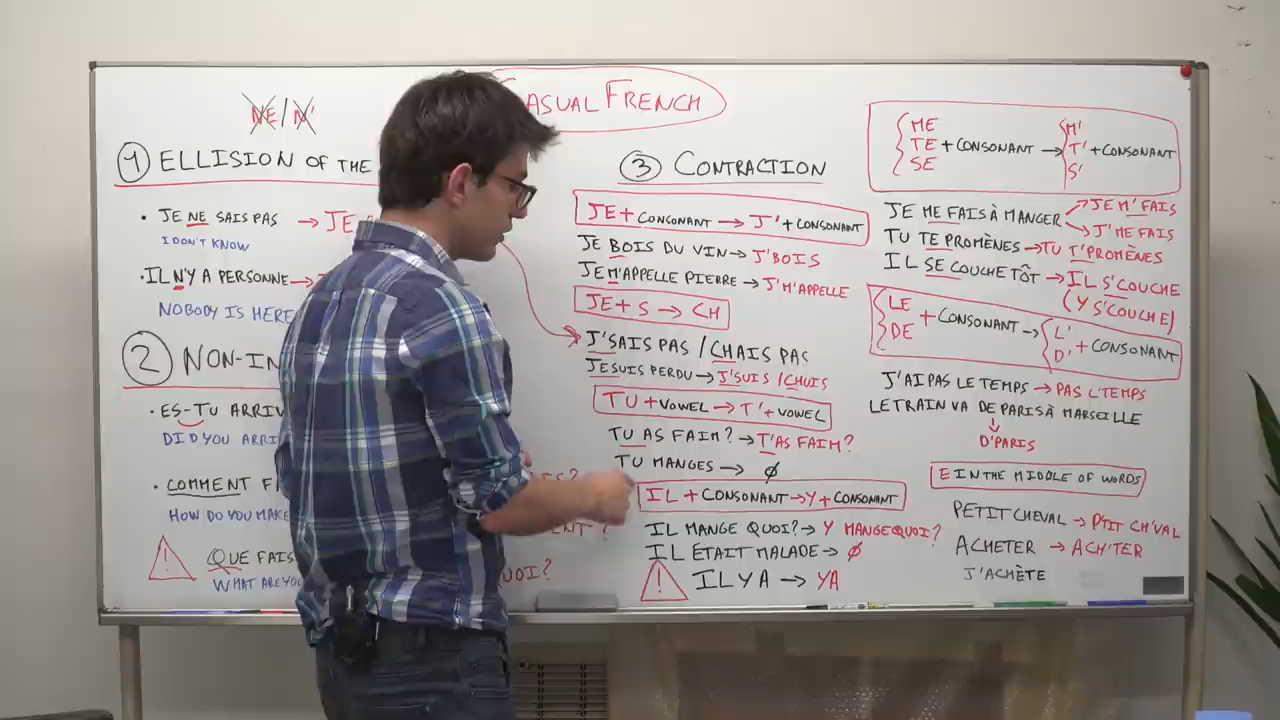 CASUAL FRENCH
NE/N'
1 ELLISION OF THE
• JE NE SAIS PAS → JE
I DON'T KNOW
• IL N'Y A PERSONNE →
NOBODY IS HERE
2 NON-IN
• ES-TU ARRIV
DID YOU ARRI
• COMMENT F
HOW DO YOU MAKE
QUE FAIS
WHAT ARE YOU
UOI?
3 CONTRACTION
JE + CONSONANT → J' + CONSONANT
JE BOIS DU VIN → J'BOIS
JE M'APPELLE PIERRE → J'M'APPELLE
JE + S → CH
J'SAIS PAS / CHAIS PAS
JE SUIS PERDU → J'SUIS / CHUIS
TU + VOWEL → T' + VOWEL
TU AS FAIM? → T'AS FAIM?
TU MANGES → ∅
IL + CONSONANT → Y + CONSONANT
IL MANGE QUOI? → Y MANGE QUOI?
IL ÉTAIT MALADE → ∅
IL Y A → YA
ME
TE + CONSONANT → T' + CONSONANT
SE
M'
S'
JE ME FAIS À MANGER → JE M'FAIS
→ J'ME FAIS
TU TE PROMÈNES → TU T'PROMÈNES
IL SE COUCHE TÔT → IL S'COUCHE
(Y S'COUCHE)
LE
DE + CONSONANT →
L'
D' + CONSONANT
J'AI PAS LE TEMPS → PAS L'TEMPS
LE TRAIN VA DE PARIS À MARSEILLE
↓
D'PARIS
E IN THE MIDDLE OF WORDS
PETIT CHEVAL → P'TIT CH'VAL
ACHETER → ACH'TER
J'ACHÈTE